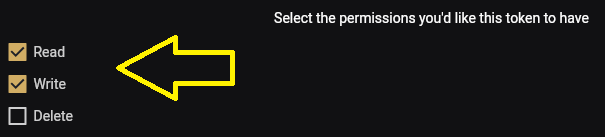 Select the permissions you'd like this token to have
Read
Write
Delete